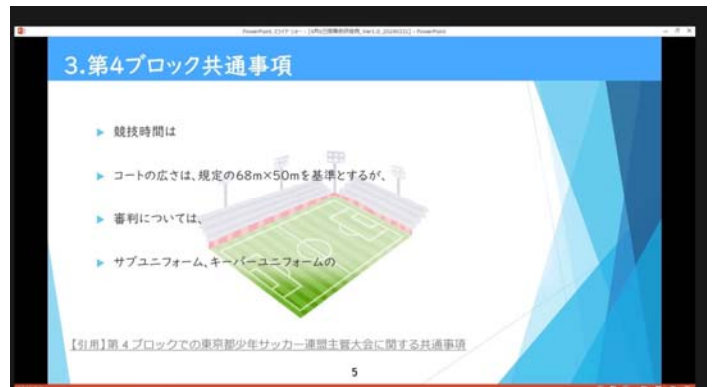 3.第4ブロック共通事項
競技時間は
コートの広さは、規定の68m×50mを基準とするが、
審判については、
サブユニフォーム、キーパーユニフォームの
【引用】第4ブロックでの東京都少年サッカー連盟主管大会に関する共通事項
5